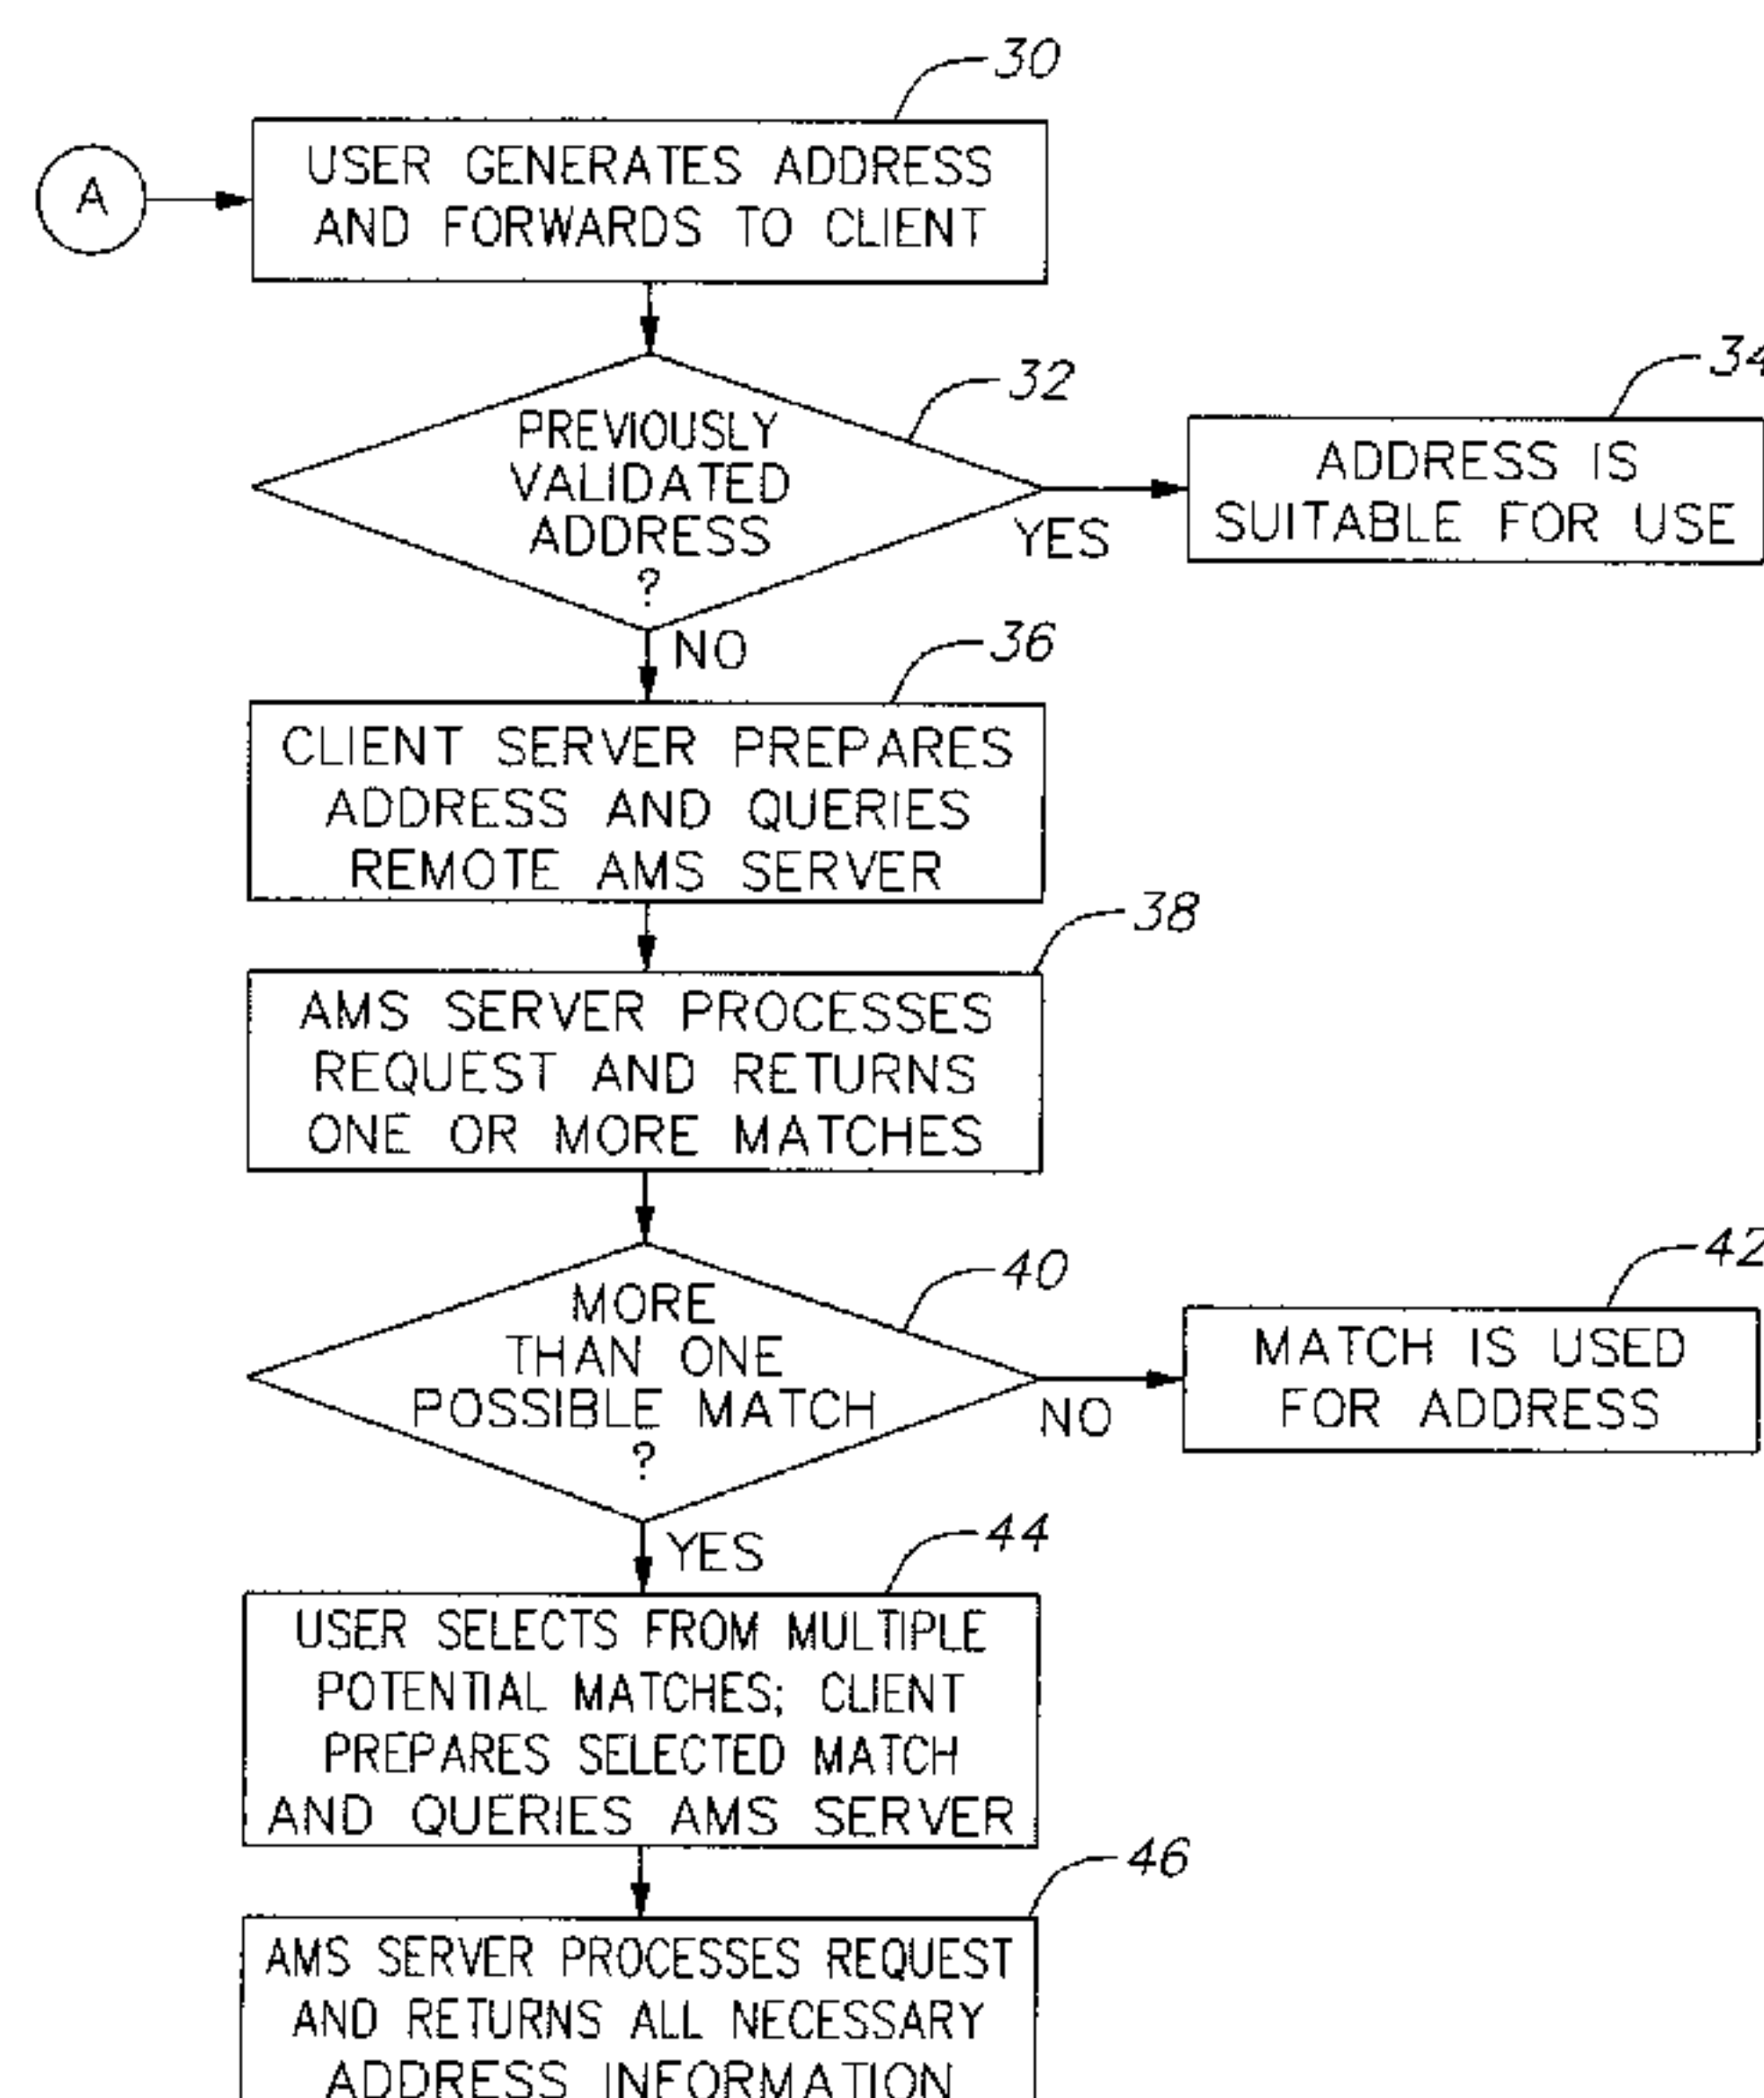 30
A
USER GENERATES ADDRESS
AND FORWARDS TO CLIENT
32
34
PREVIOUSLY
VALIDATED
ADDRESS
?
YES
ADDRESS IS
SUITABLE FOR USE
NO
36
CLIENT SERVER PREPARES
ADDRESS AND QUERIES
REMOTE AMS SERVER
38
AMS SERVER PROCESSES
REQUEST AND RETURNS
ONE OR MORE MATCHES
40
42
MORE
THAN ONE
POSSIBLE MATCH
?
NO
MATCH IS USED
FOR ADDRESS
YES
44
USER SELECTS FROM MULTIPLE
POTENTIAL MATCHES; CLIENT
PREPARES SELECTED MATCH
AND QUERIES AMS SERVER
46
AMS SERVER PROCESSES REQUEST
AND RETURNS ALL NECESSARY
ADDRESS INFORMATION